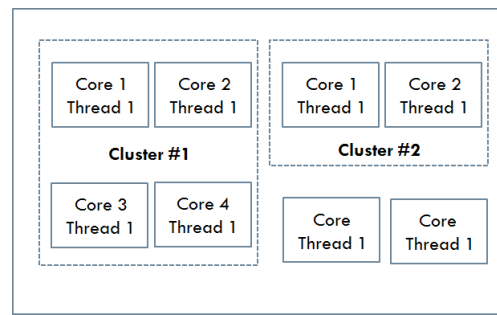 Core 1
Thread 1
Core 2
Thread 1
Cluster #1
Core 3
Thread 1
Core 4
Thread 1
Core 1
Thread 1
Core 2
Thread 1
Cluster #2
Core
Thread 1
Core
Thread 1